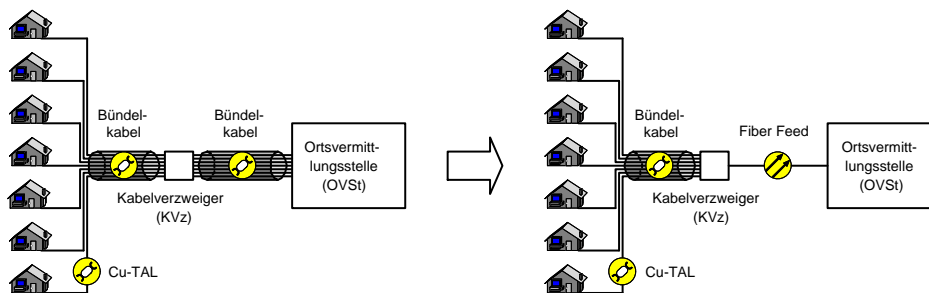 Bündel-
kabel
Bündel-
kabel
Ortsvermitt-
lungsstelle
(OVSt)
Kabelverzweiger
(KVz)
Cu-TAL
Bündel-
kabel
Fiber Feed
Ortsvermitt-
lungsstelle
(OVSt)
Kabelverzweiger
(KVz)
Cu-TAL